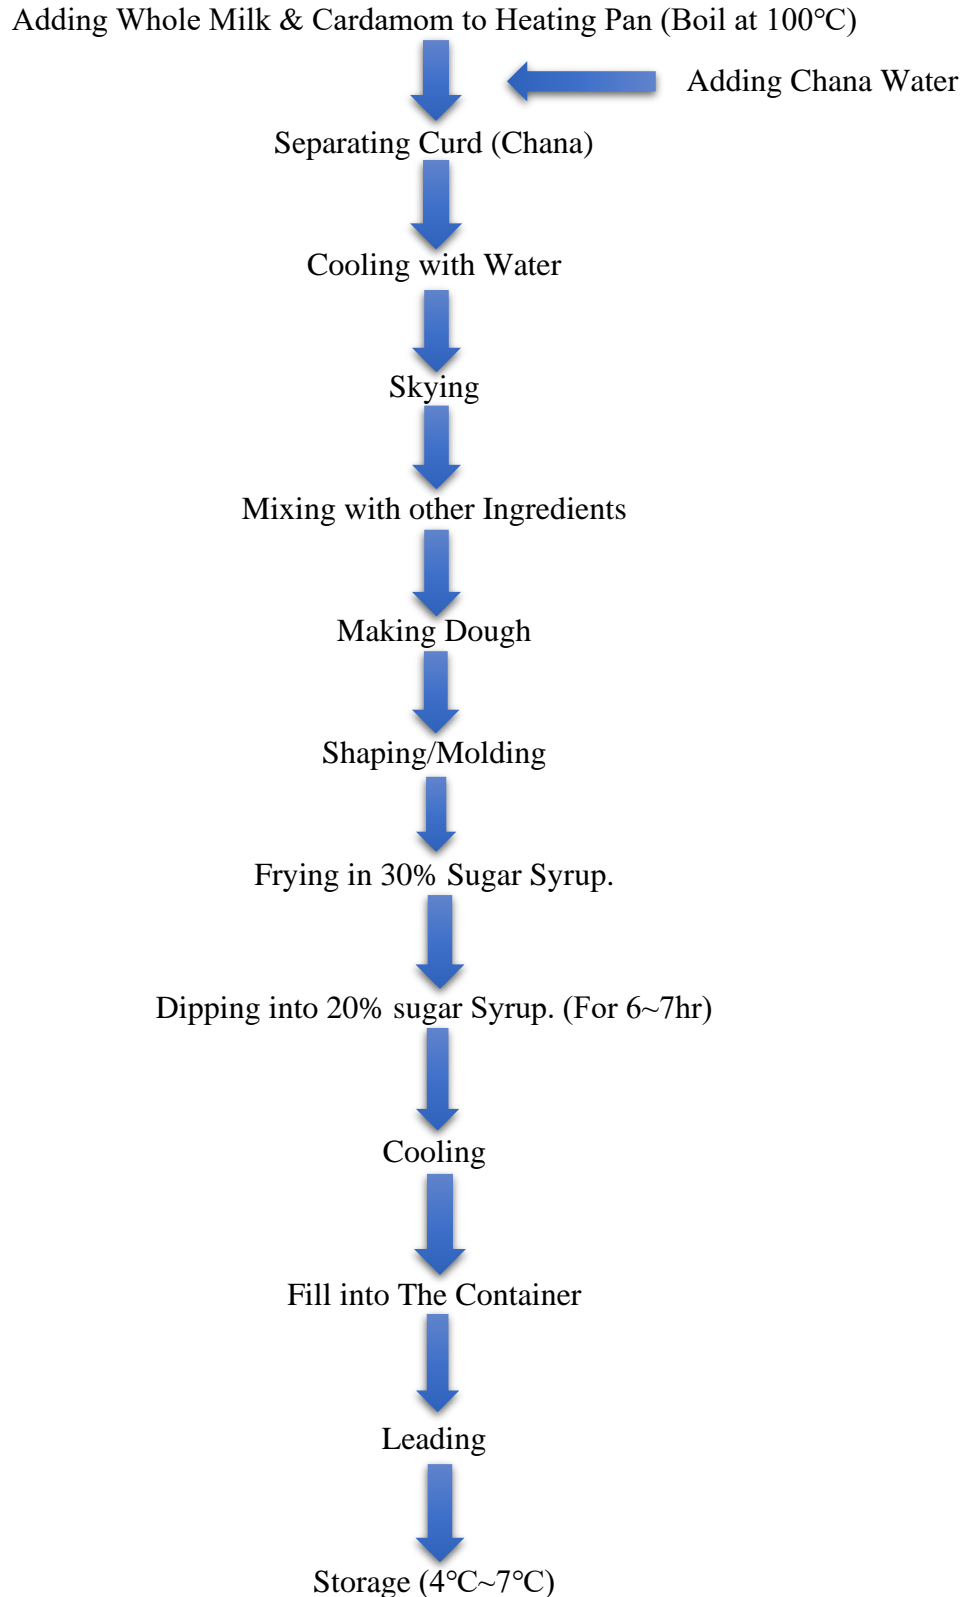 Adding Whole Milk & Cardamom to Heating Pan (Boil at 100°C)
Adding Chana Water
Separating Curd (Chana)
Cooling with Water
Skying
Mixing with other Ingredients
Making Dough
Shaping/Molding
Frying in 30% Sugar Syrup.
Dipping into 20% sugar Syrup. (For 6~7hr)
Cooling
Fill into The Container
Leading
Storage (4°C~7°C)